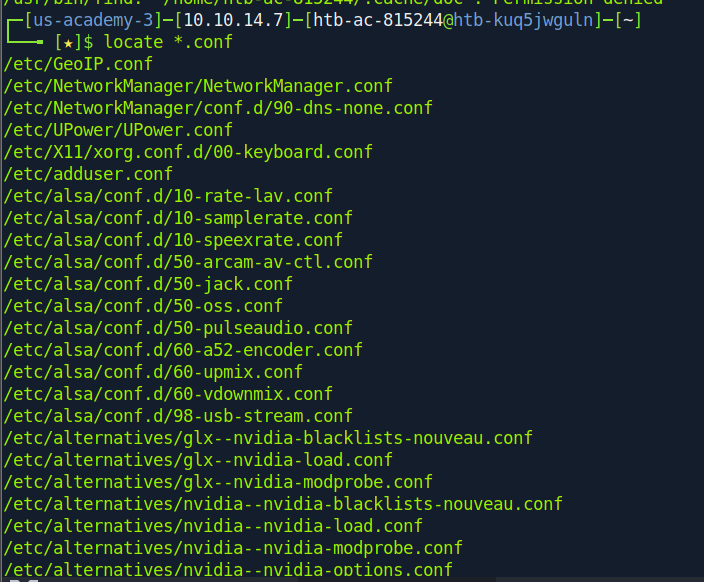 /usr/bin/find: '/home/htb-ac-815244/.cache/doc': Permission denied
┌─[us-academy-3]─[10.10.14.7]─[htb-ac-815244@htb-kuq5jwguln]─[~]
└──╼ [★]$ locate *.conf
/etc/GeoIP.conf
/etc/NetworkManager/NetworkManager.conf
/etc/NetworkManager/conf.d/90-dns-none.conf
/etc/UPower/UPower.conf
/etc/X11/xorg.conf.d/00-keyboard.conf
/etc/adduser.conf
/etc/alsa/conf.d/10-rate-lav.conf
/etc/alsa/conf.d/10-samplerate.conf
/etc/alsa/conf.d/10-speexrate.conf
/etc/alsa/conf.d/50-arcam-av-ctl.conf
/etc/alsa/conf.d/50-jack.conf
/etc/alsa/conf.d/50-oss.conf
/etc/alsa/conf.d/50-pulseaudio.conf
/etc/alsa/conf.d/60-a52-encoder.conf
/etc/alsa/conf.d/60-upmix.conf
/etc/alsa/conf.d/60-vdownmix.conf
/etc/alsa/conf.d/98-usb-stream.conf
/etc/alternatives/glx--nvidia-blacklists-nouveau.conf
/etc/alternatives/glx--nvidia-load.conf
/etc/alternatives/glx--nvidia-modprobe.conf
/etc/alternatives/nvidia--nvidia-blacklists-nouveau.conf
/etc/alternatives/nvidia--nvidia-load.conf
/etc/alternatives/nvidia--nvidia-modprobe.conf
/etc/alternatives/nvidia--nvidia-options.conf